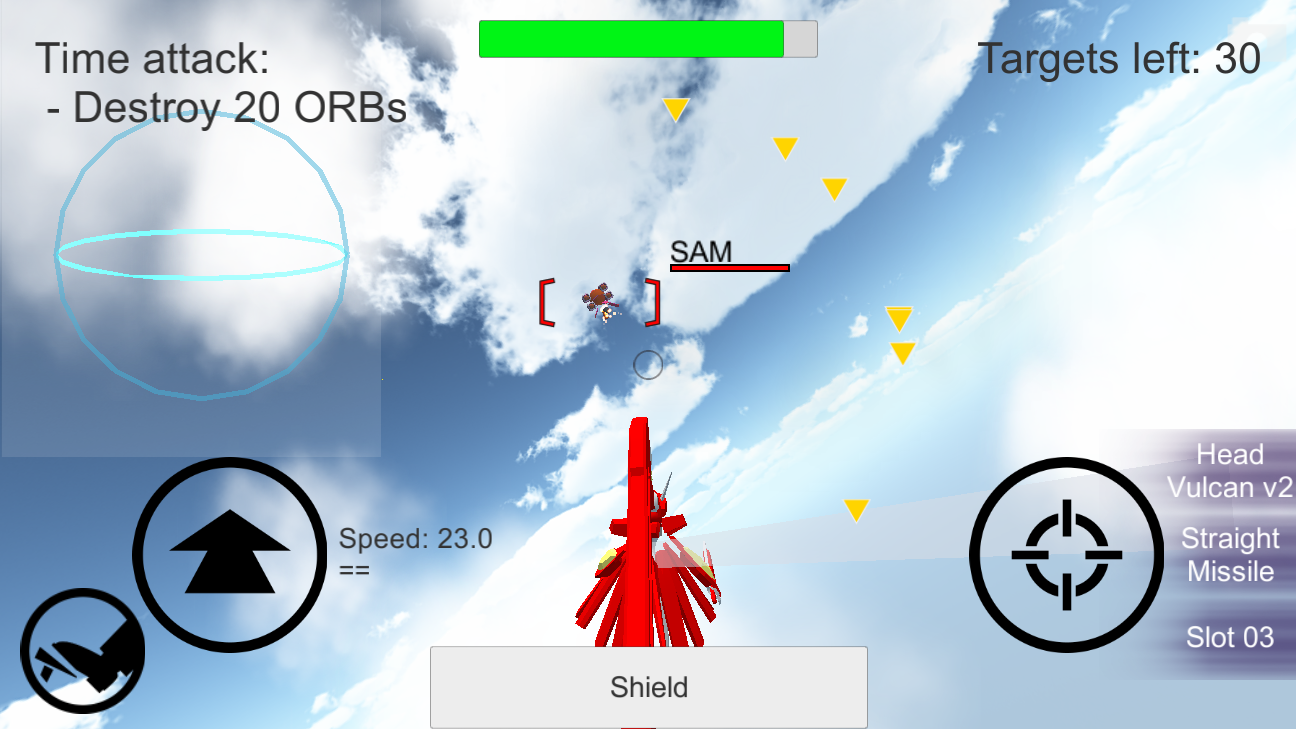 Time attack:
- Destroy 20 ORBs
Targets left: 30
SAM
Head
Vulcan v2
Straight
Missile
Slot 03
Speed: 23.0
==
Shield